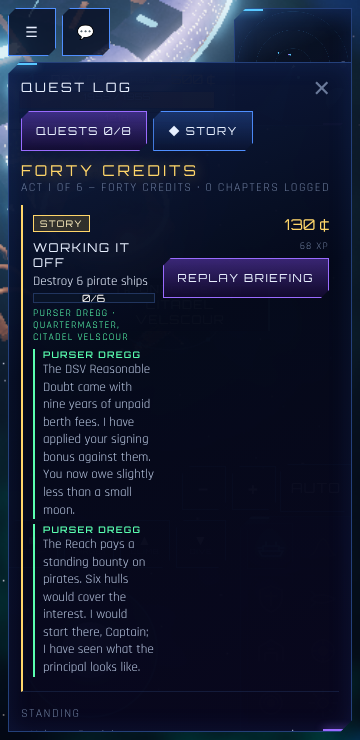 QUEST LOG
QUESTS 0/8
◆ STORY
FORTY CREDITS
ACT 1 OF 6 — FORTY CREDITS · 0 CHAPTERS LOGGED
STORY
130 ¢
68 XP
WORKING IT
OFF
REPLAY BRIEFING
Destroy 6 pirate ships
0/6
PURSER DREGG ·
QUARTERMASTER,
CITADEL VELSCOUR
PURSER DREGG
The DSV Reasonable
Doubt came with
nine years of unpaid
berth fees. I have
applied your signing
bonus against them.
You now owe slightly
less than a small
moon.
PURSER DREGG
The Reach pays a
standing bounty on
pirates. Six hulls
would cover the
interest. I would
start there, Captain;
I have seen what the
principal looks like.
STANDING